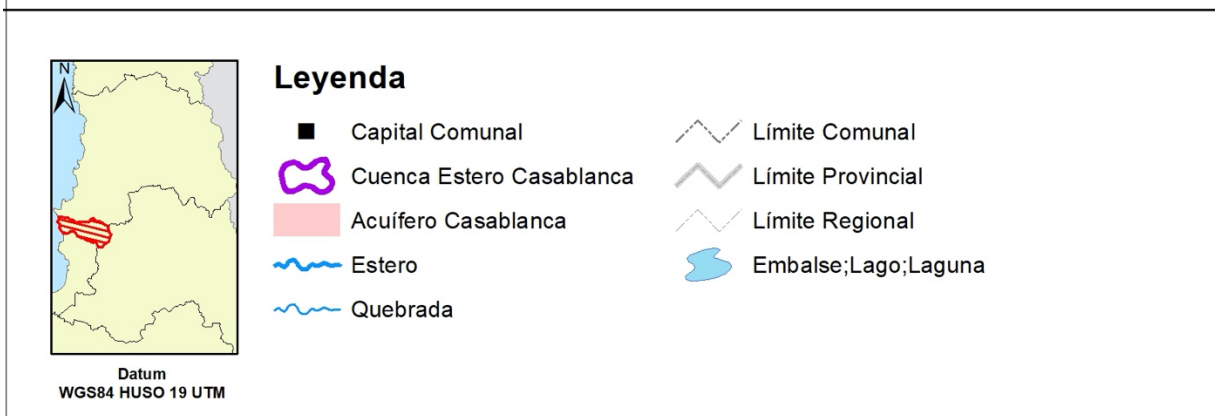 N
Leyenda
Capital Comunal
Cuenca Estero Casablanca
Acuífero Casablanca
Estero
Quebrada
Límite Comunal
Límite Provincial
Límite Regional
Embalse;Lago;Laguna
Datum
WGS84 HUSO 19 UTM